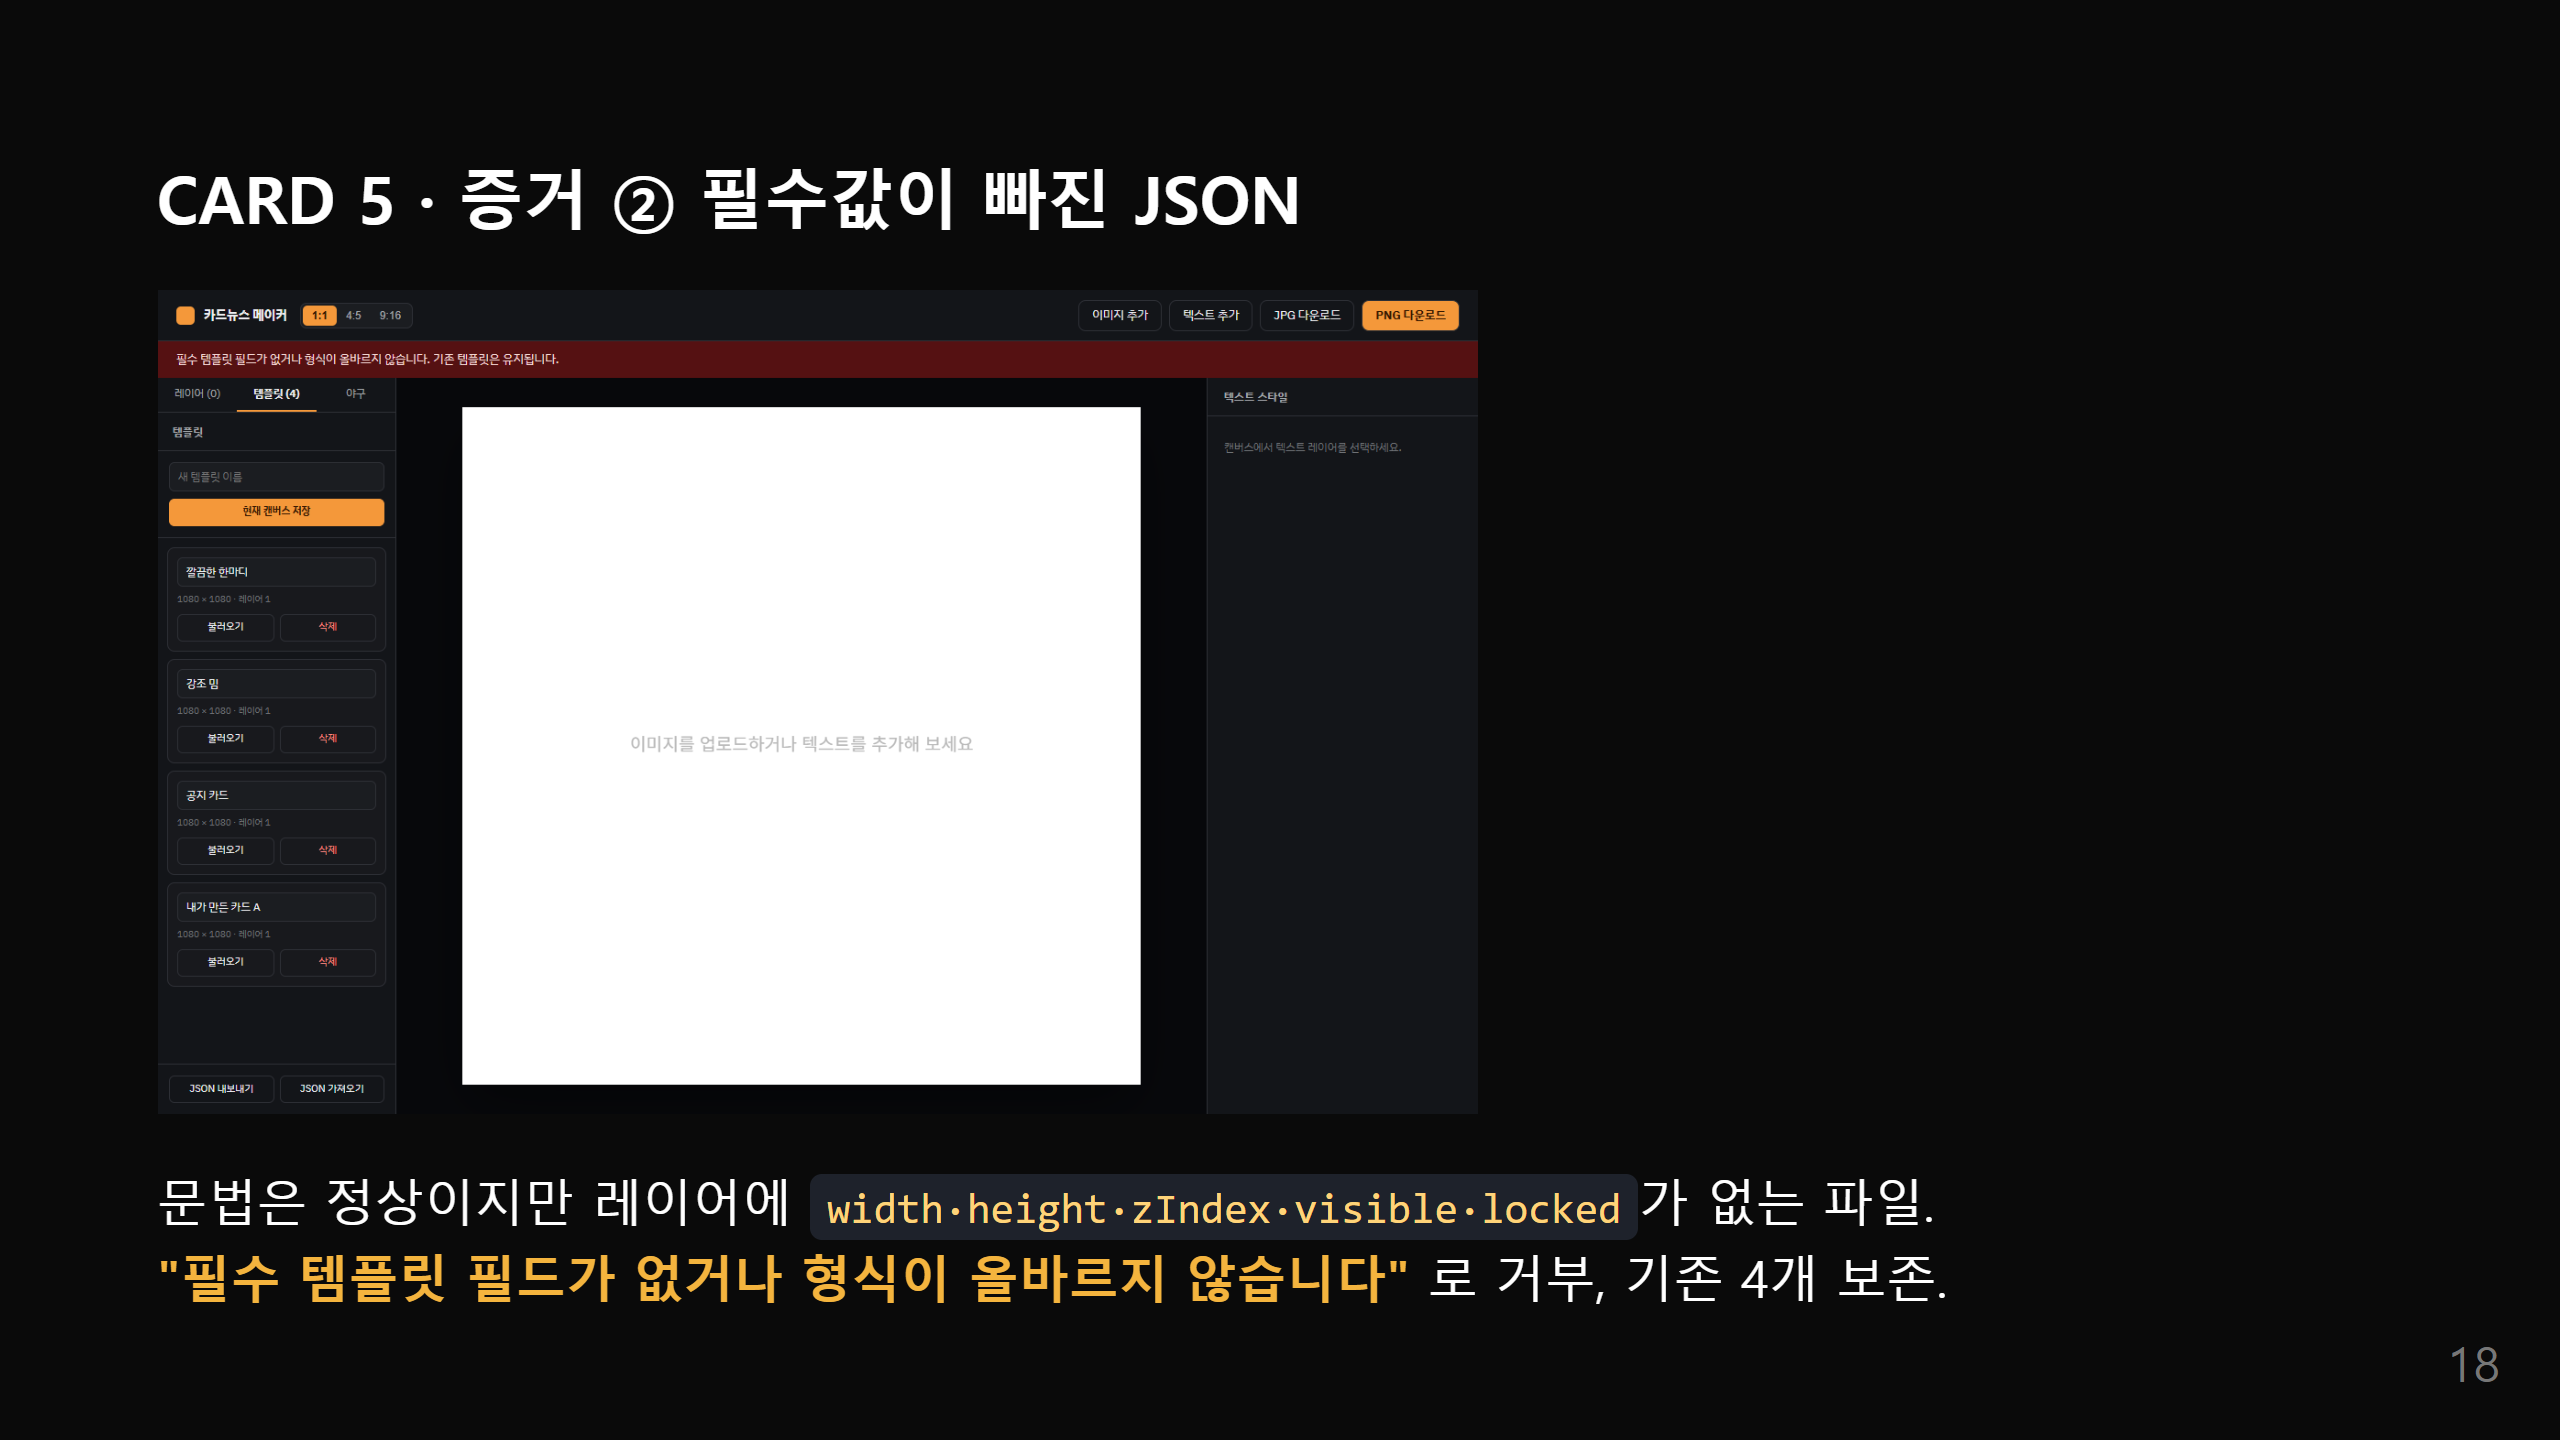 CARD 5 · 증거 ② 필수값이 빠진 JSON
카드뉴스 메이커 1:1 4:5 9:16 이미지 추가 텍스트 추가 JPG 다운로드 PNG 다운로드
필수 템플릿 필드가 없거나 형식이 올바르지 않습니다. 기존 템플릿은 유지됩니다.
레이어 (0) 템플릿 (4) 야구
텍스트 스타일
템플릿
캔버스에서 텍스트 레이어를 선택하세요.
새 템플릿 이름
현재 캔버스 저장
깔끔한 한마디
1080 × 1080 · 레이어 1
불러오기 삭제
강조 밈
1080 × 1080 · 레이어 1
불러오기 삭제
이미지를 업로드하거나 텍스트를 추가해 보세요
공지 카드
1080 × 1080 · 레이어 1
불러오기 삭제
내가 만든 카드 A
1080 × 1080 · 레이어 1
불러오기 삭제
JSON 내보내기 JSON 가져오기
문법은 정상이지만 레이어에 width·height·zIndex·visible·locked가 없는 파일.
"필수 템플릿 필드가 없거나 형식이 올바르지 않습니다" 로 거부, 기존 4개 보존.
18